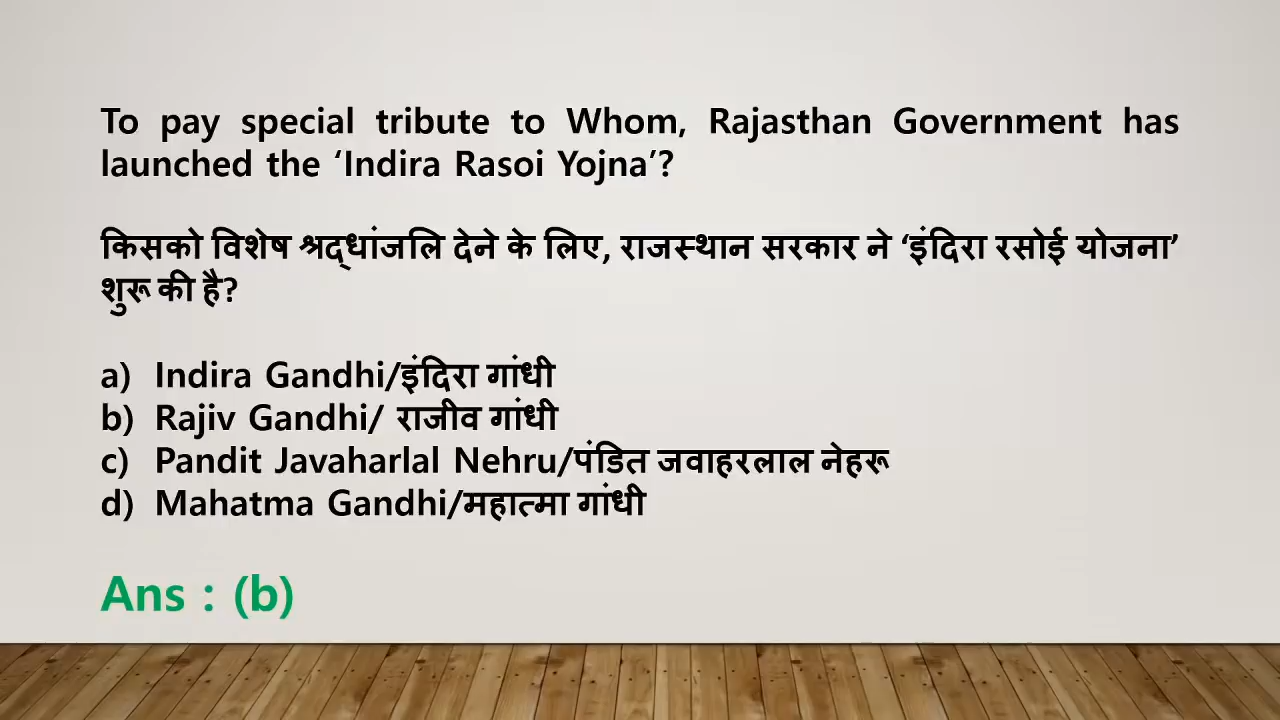 To pay special tribute to Whom, Rajasthan Government has
launched the ‘Indira Rasoi Yojna’?
किसको विशेष श्रद्धांजलि देने के लिए, राजस्थान सरकार ने ‘इंदिरा रसोई योजना’
शुरू की है?
a) Indira Gandhi/इंदिरा गांधी
b) Rajiv Gandhi/ राजीव गांधी
c) Pandit Javaharlal Nehru/पंडित जवाहरलाल नेहरू
d) Mahatma Gandhi/महात्मा गांधी
Ans : (b)